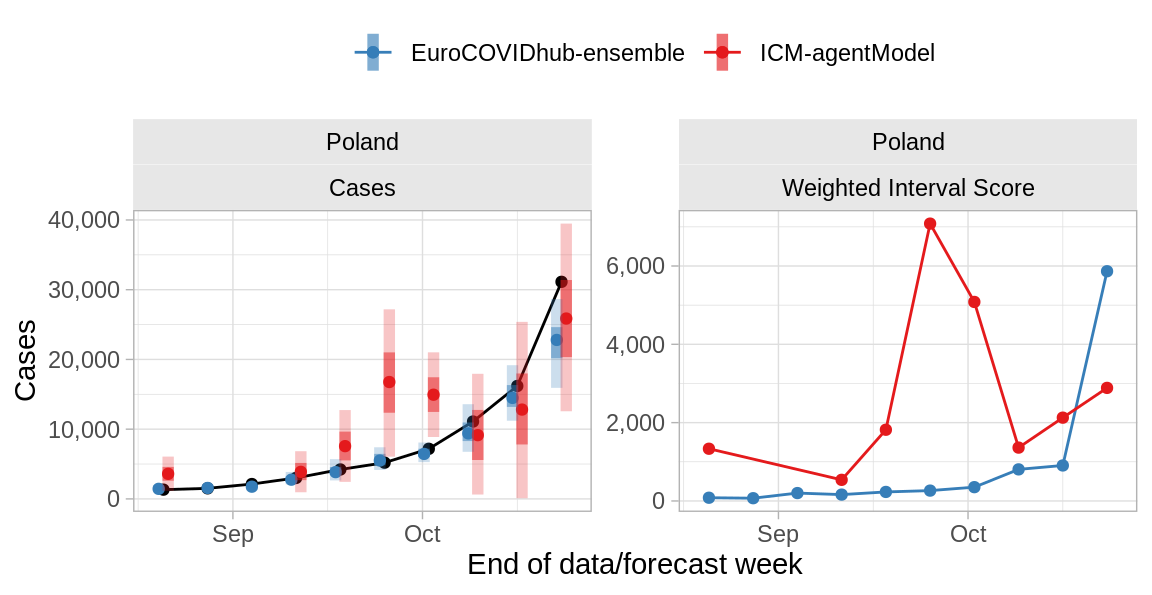 EuroCOVIDhub-ensemble ICM-agentModel
Poland
Cases
40,000
30,000
20,000
10,000
0
Sep Oct
Cases
Poland
Weighted Interval Score
6,000
4,000
2,000
0
Sep Oct
End of data/forecast week